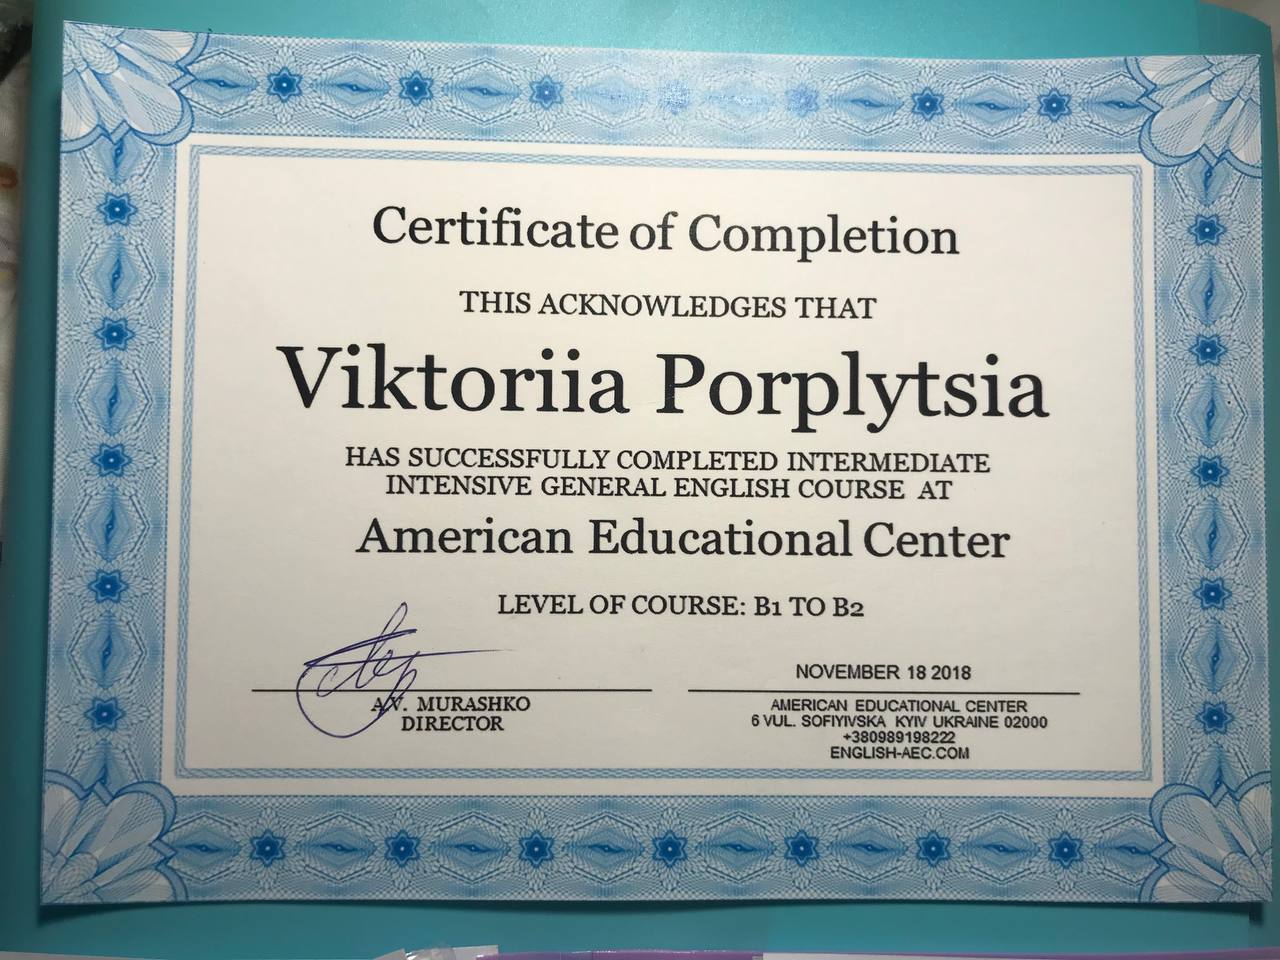 Certificate of Completion
THIS ACKNOWLEDGES THAT
Viktoriia Porplytsia
HAS SUCCESSFULLY COMPLETED INTERMEDIATE
INTENSIVE GENERAL ENGLISH COURSE AT
American Educational Center
LEVEL OF COURSE: B1 TO B2
A.V. MURASHKO
DIRECTOR
NOVEMBER 18 2018
AMERICAN EDUCATIONAL CENTER
6 VUL. SOFIYIVSKA KYIV UKRAINE 02000
+380989198222
ENGLISH-AEC.COM